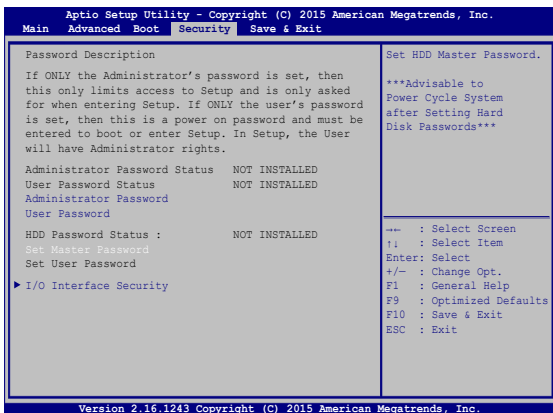 Aptio Setup Utility - Copyright (C) 2015 American Megatrends, Inc.
Main Advanced Boot Security Save & Exit
Password Description
If ONLY the Administrator's password is set, then
this only limits access to Setup and is only asked
for when entering Setup. If ONLY the user's password
is set, then this is a power on password and must be
entered to boot or enter Setup. In Setup, the User
will have Administrator rights.
Administrator Password Status NOT INSTALLED
User Password Status NOT INSTALLED
Administrator Password
User Password
HDD Password Status : NOT INSTALLED
Set Master Password
Set User Password
I/O Interface Security
Set HDD Master Password.
***Advisable to
Power Cycle System
after Setting Hard
Disk Passwords***
→← : Select Screen
↑↓ : Select Item
Enter: Select
+/— : Change Opt.
F1 : General Help
F9 : Optimized Defaults
F10 : Save & Exit
ESC : Exit
Version 2.16.1243 Copyright (C) 2015 American Megatrends, Inc.